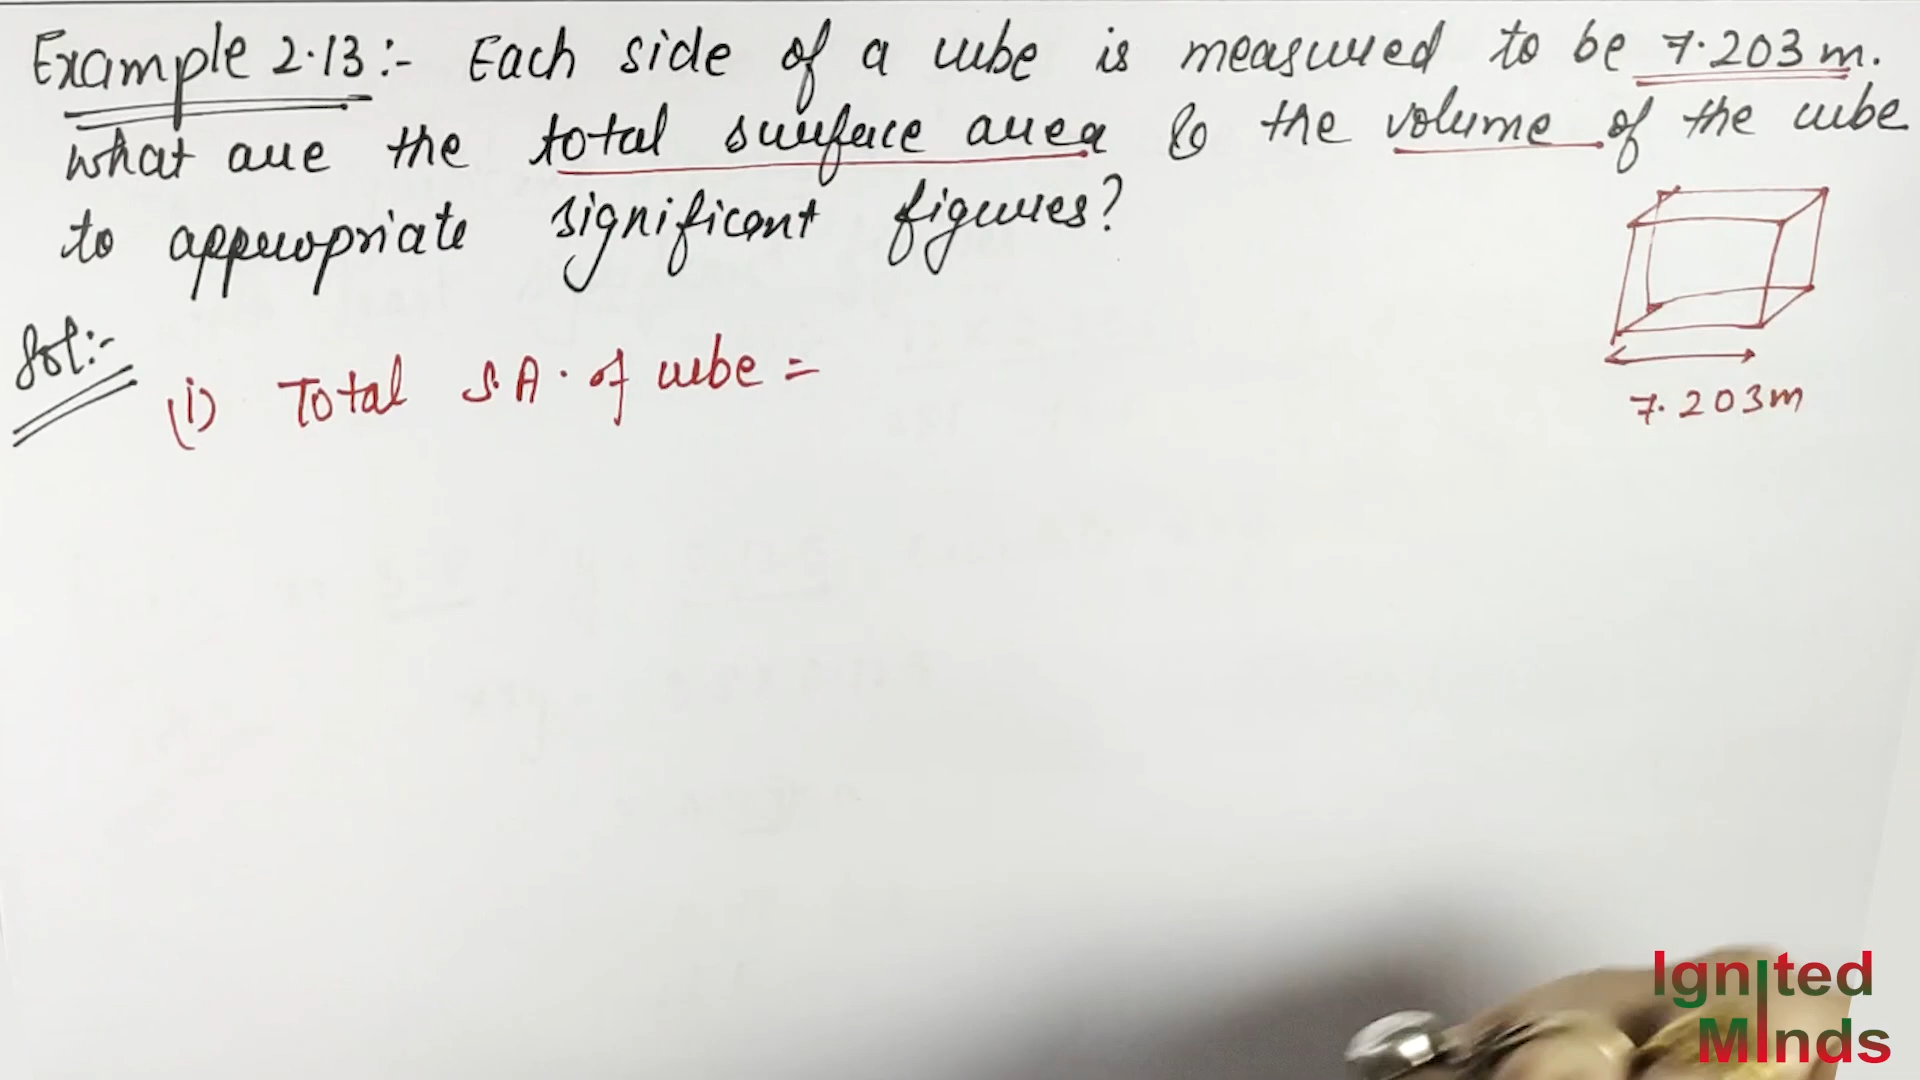 Example 2.13:- Each side of a cube is measured to be 7.203 m.
what are the total surface area & the volume of the cube
to appropriate significant figures?
Sol:-
(i) Total S.A. of cube =
7.203m
Ignited
Minds